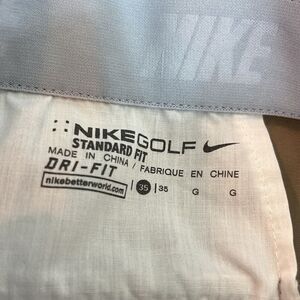 NIKE
NIKEGOLF
STANDARD FIT
MADE IN CHINA / FABRIQUE EN CHINE
DRI-FIT
nikebetterworld.com 35 35 G G